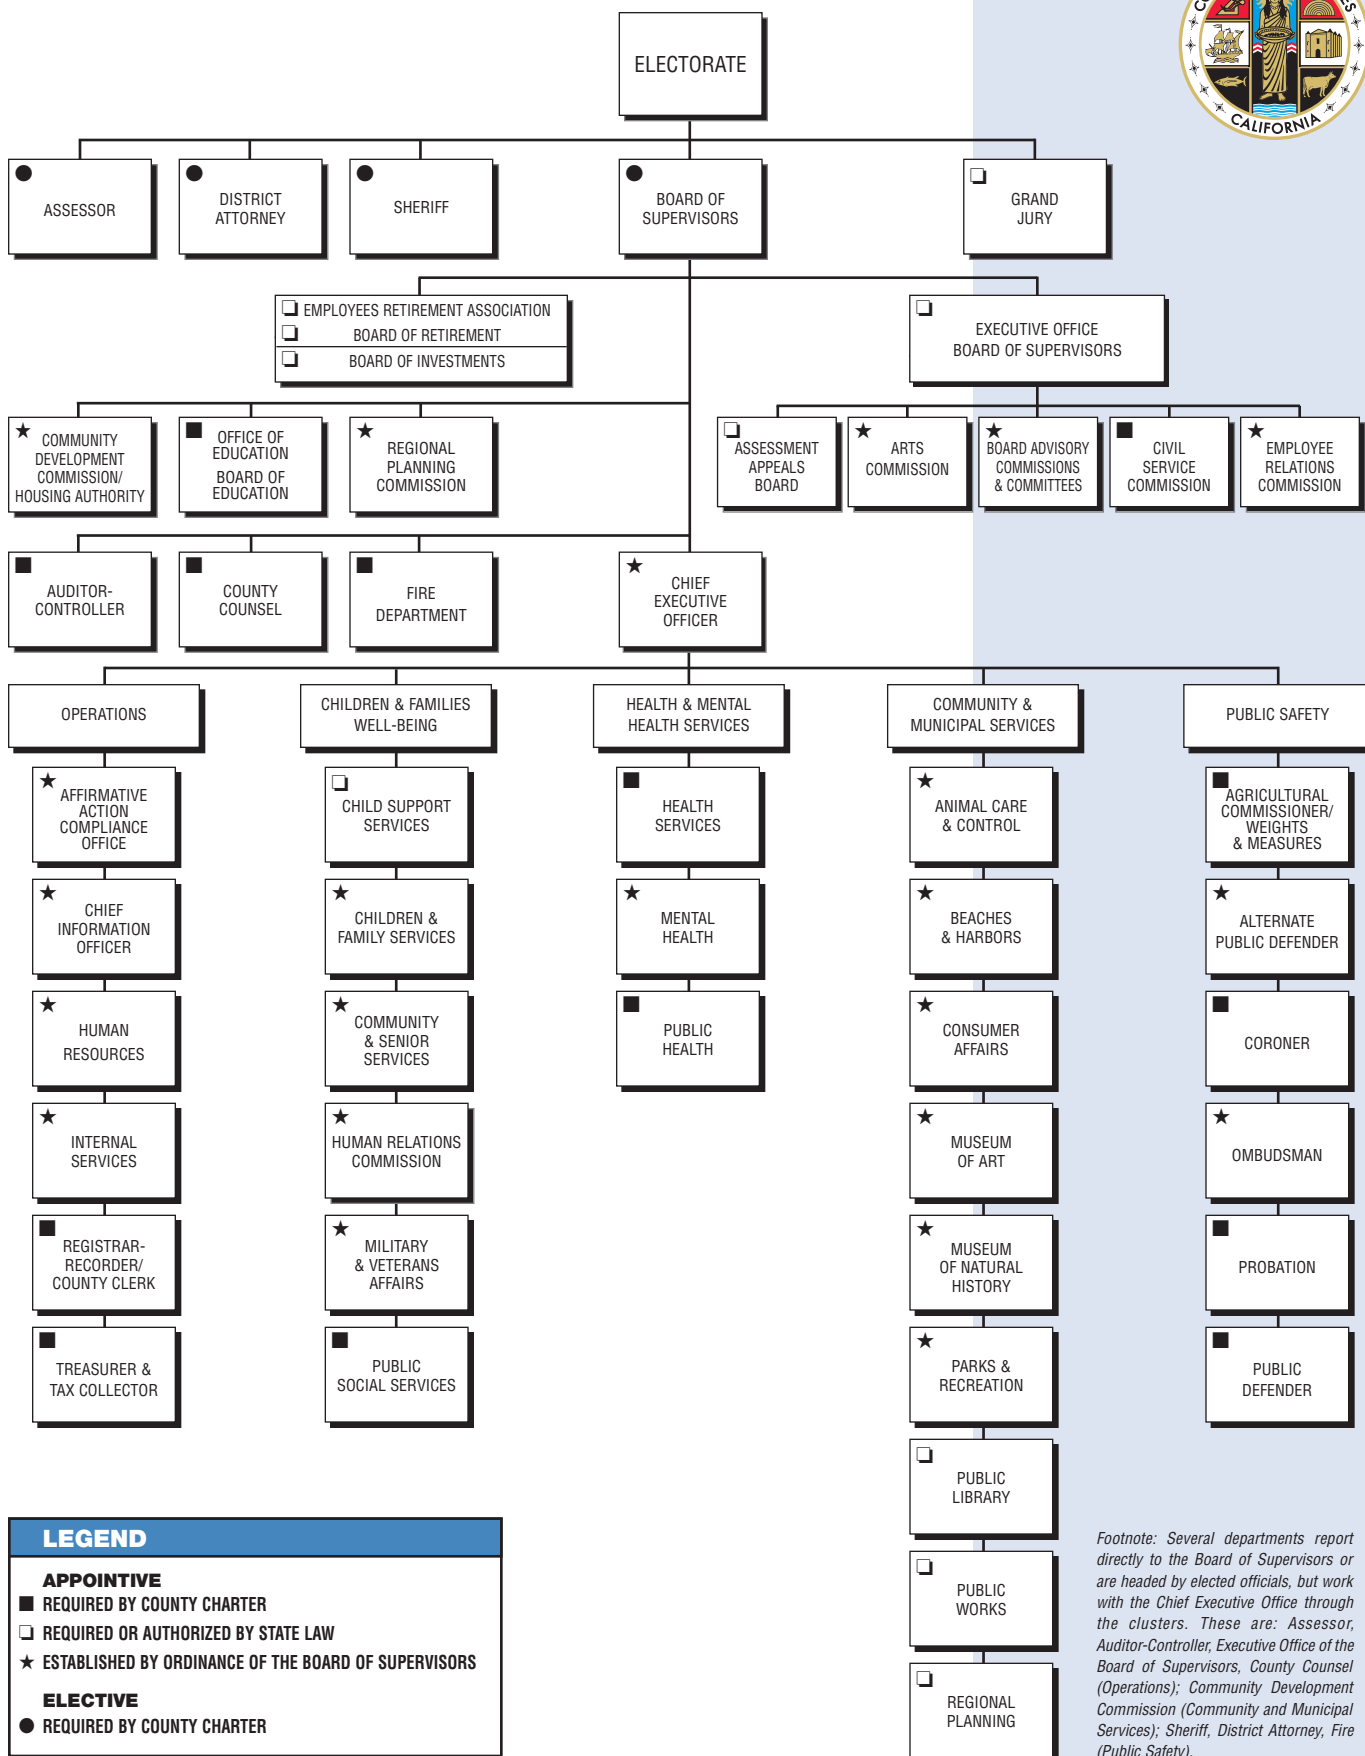 CALIFORNIA
ELECTORATE
ASSESSOR
DISTRICT
ATTORNEY
SHERIFF
BOARD OF
SUPERVISORS
GRAND
JURY
❏ EMPLOYEES RETIREMENT ASSOCIATION
❏ BOARD OF RETIREMENT
❏ BOARD OF INVESTMENTS
EXECUTIVE OFFICE
BOARD OF SUPERVISORS
COMMUNITY
DEVELOPMENT
COMMISSION/
HOUSING AUTHORITY
OFFICE OF
EDUCATION
BOARD OF
EDUCATION
REGIONAL
PLANNING
COMMISSION
ASSESSMENT
APPEALS
BOARD
ARTS
COMMISSION
BOARD ADVISORY
COMMISSIONS
& COMMITTEES
CIVIL
SERVICE
COMMISSION
EMPLOYEE
RELATIONS
COMMISSION
AUDITOR-
CONTROLLER
COUNTY
COUNSEL
FIRE
DEPARTMENT
CHIEF
EXECUTIVE
OFFICER
OPERATIONS
CHILDREN & FAMILIES
WELL-BEING
HEALTH & MENTAL
HEALTH SERVICES
COMMUNITY &
MUNICIPAL SERVICES
PUBLIC SAFETY
AFFIRMATIVE
ACTION
COMPLIANCE
OFFICE
CHILD SUPPORT
SERVICES
HEALTH
SERVICES
ANIMAL CARE
& CONTROL
AGRICULTURAL
COMMISSIONER/
WEIGHTS
& MEASURES
CHIEF
INFORMATION
OFFICER
CHILDREN &
FAMILY SERVICES
MENTAL
HEALTH
BEACHES
& HARBORS
ALTERNATE
PUBLIC DEFENDER
HUMAN
RESOURCES
COMMUNITY
& SENIOR
SERVICES
PUBLIC
HEALTH
CONSUMER
AFFAIRS
CORONER
INTERNAL
SERVICES
HUMAN RELATIONS
COMMISSION
MUSEUM
OF ART
OMBUDSMAN
REGISTRAR-
RECORDER/
COUNTY CLERK
MILITARY
& VETERANS
AFFAIRS
MUSEUM
OF NATURAL
HISTORY
PROBATION
TREASURER &
TAX COLLECTOR
PUBLIC
SOCIAL SERVICES
PARKS &
RECREATION
PUBLIC
DEFENDER
PUBLIC
LIBRARY
PUBLIC
WORKS
REGIONAL
PLANNING
LEGEND
APPOINTIVE
■ REQUIRED BY COUNTY CHARTER
❏ REQUIRED OR AUTHORIZED BY STATE LAW
★ ESTABLISHED BY ORDINANCE OF THE BOARD OF SUPERVISORS
ELECTIVE
● REQUIRED BY COUNTY CHARTER
Footnote: Several departments report
directly to the Board of Supervisors or
are headed by elected officials, but work
with the Chief Executive Office through
the clusters. These are: Assessor,
Auditor-Controller, Executive Office of the
Board of Supervisors, County Counsel
(Operations); Community Development
Commission (Community and Municipal
Services); Sheriff, District Attorney, Fire
(Public Safety).